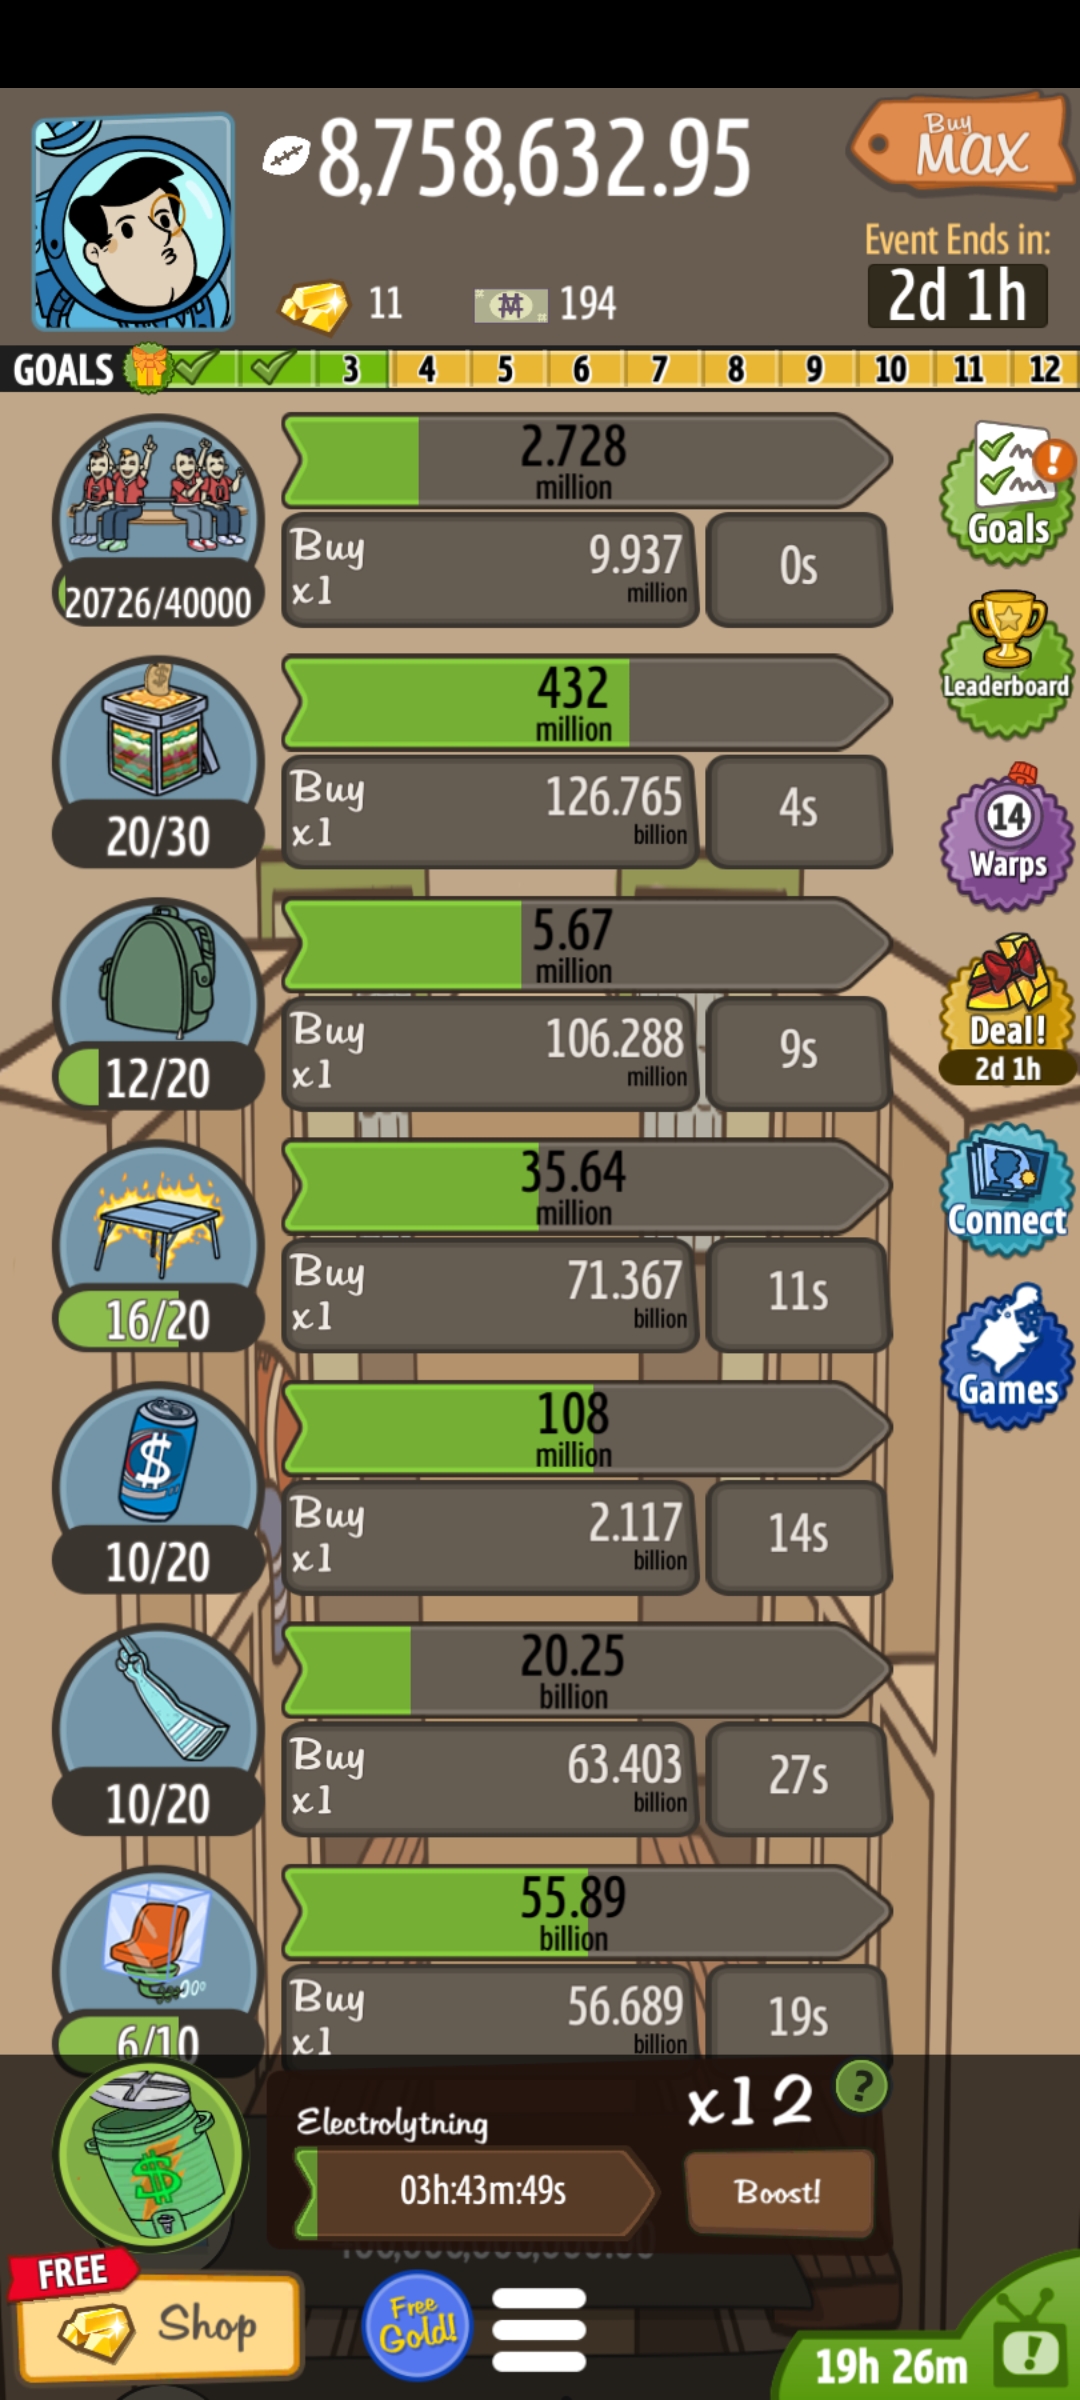 8,758,632.95
Buy
MAX
Event Ends in:
2d 1h
11
194
GOALS 3 4 5 6 7 8 9 10 11 12
2.728
million
20726/40000
Buy
x1
9.937
million
0s
Goals
432
million
20/30
Buy
x1
126.765
billion
4s
Leaderboard
5.67
million
12/20
Buy
x1
106.288
million
9s
14
Warps
Deal!
2d 1h
35.64
million
16/20
Buy
x1
71.367
billion
11s
Connect
108
million
10/20
Buy
x1
2.117
billion
14s
Games
20.25
billion
10/20
Buy
x1
63.403
billion
27s
55.89
billion
6/10
Buy
x1
56.689
billion
19s
Electrolytning
x12
?
03h:43m:49s
Boost!
FREE
Shop
Free
Gold!
19h 26m